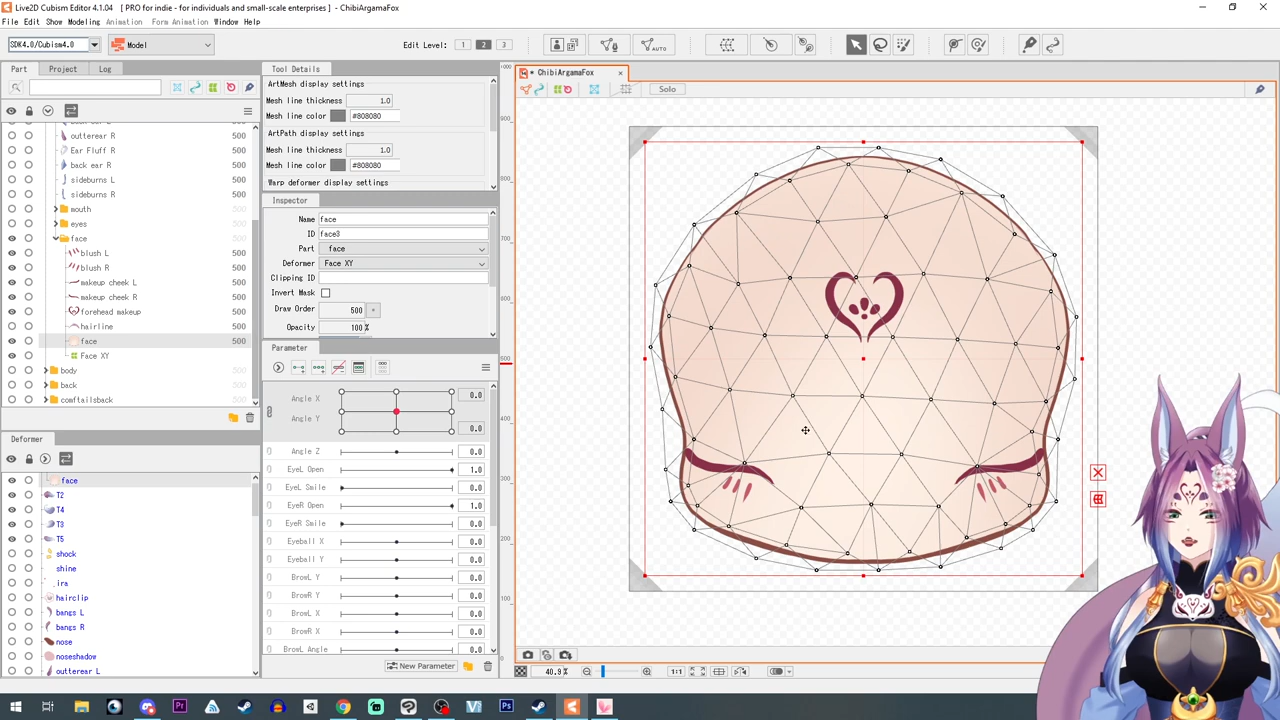 Live2D Cubism Editor 4.1.04   [ PRO for indie - for individuals and small-scale enterprises ]  - ChibiArgamaFox
File Edit Show Modeling Animation Form Animation Window Help
SDK4.0/Cubism4.0 Model Edit Level: 1 2 3 AUTO
Part Project Log
outterear R 500
Ear Fluff R 500
back ear R 500
sideburns L 500
sideburns R 500
mouth 500
eyes 500
face 500
blush L 500
blush R 500
makeup cheek L 500
makeup cheek R 500
forehead makeup 500
hairline 500
face 500
Face XY
body 500
back 500
comftailsback 500
Deformer
face
T2
T4
T3
T5
shock
shine
ira
hairclip
bangs L
bangs R
nose
noseshadow
outterear L
Tool Details
ArtMesh display settings
Mesh line thickness 1.0
Mesh line color #808080
ArtPath display settings
Mesh line thickness 1.0
Mesh line color #808080
Warp deformer display settings
Inspector
Name face
ID face3
Part face
Deformer Face XY
Clipping ID
Invert Mask
Draw Order 500
Opacity 100 %
Parameter
Angle X 0.0
Angle Y 0.0
Angle Z 0.0
EyeL Open 1.0
EyeL Smile 0.0
EyeR Open 1.0
EyeR Smile 0.0
Eyeball X 0.0
Eyeball Y 0.0
BrowL Y 0.0
BrowR Y 0.0
BrowL X 0.0
BrowR X 0.0
BrowL Angle 0.0
New Parameter
* ChibiArgamaFox
Solo
40.9%
1:1